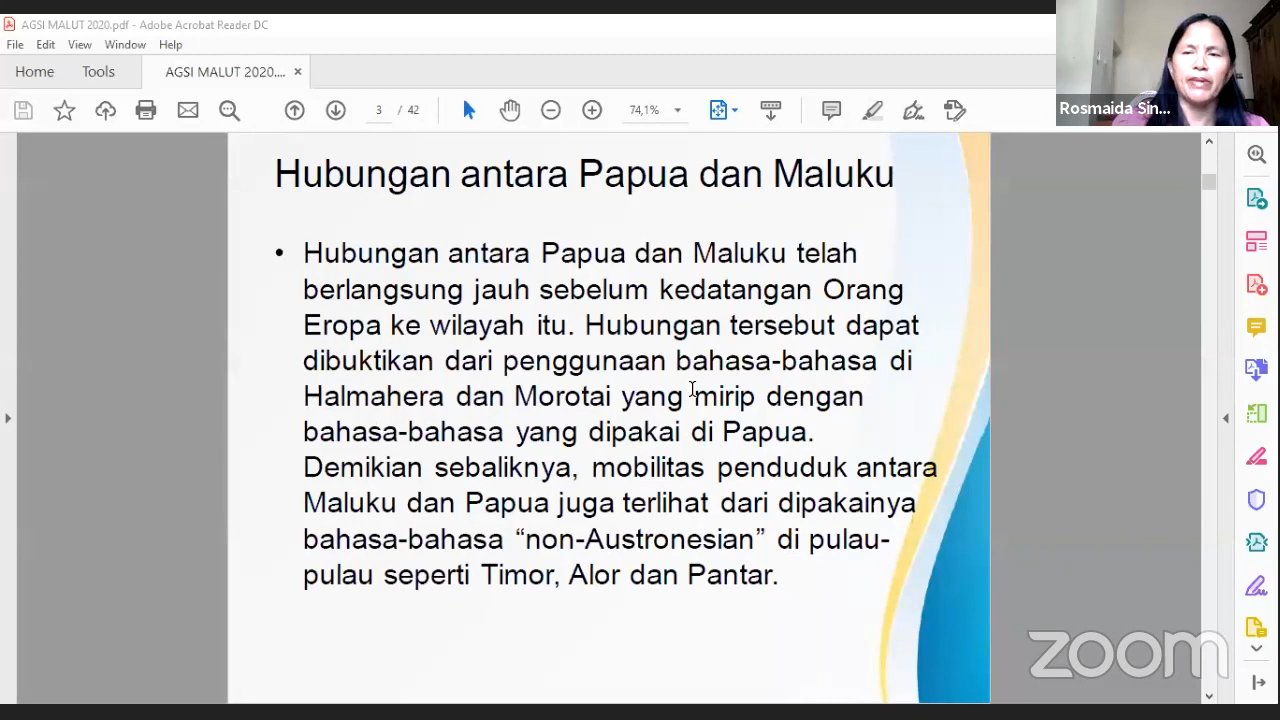 AGSI MALUT 2020.pdf - Adobe Acrobat Reader DC
File Edit View Window Help
Home Tools AGSI MALUT 2020.... ×
3 / 42 74,1%
Rosmaida Sin...
Hubungan antara Papua dan Maluku
• Hubungan antara Papua dan Maluku telah
berlangsung jauh sebelum kedatangan Orang
Eropa ke wilayah itu. Hubungan tersebut dapat
dibuktikan dari penggunaan bahasa-bahasa di
Halmahera dan Morotai yang mirip dengan
bahasa-bahasa yang dipakai di Papua.
Demikian sebaliknya, mobilitas penduduk antara
Maluku dan Papua juga terlihat dari dipakainya
bahasa-bahasa “non-Austronesian” di pulau-
pulau seperti Timor, Alor dan Pantar.
zoom